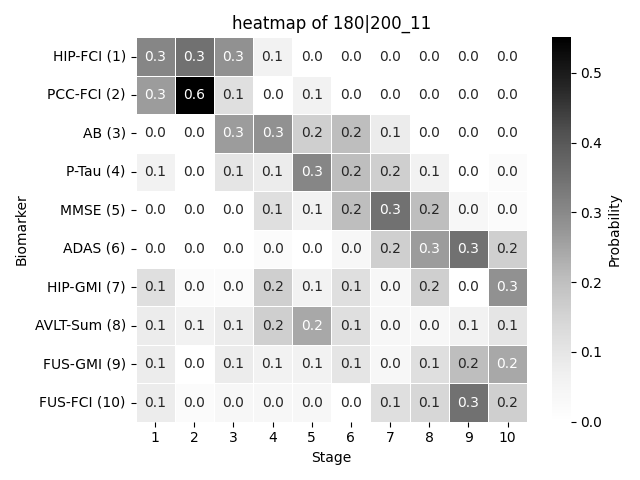 heatmap of 180|200_11
HIP-FCI (1) 0.3 0.3 0.3 0.1 0.0 0.0 0.0 0.0 0.0 0.0
PCC-FCI (2) 0.3 0.6 0.1 0.0 0.1 0.0 0.0 0.0 0.0 0.0
AB (3) 0.0 0.0 0.3 0.3 0.2 0.2 0.1 0.0 0.0 0.0
P-Tau (4) 0.1 0.0 0.1 0.1 0.3 0.2 0.2 0.1 0.0 0.0
MMSE (5) 0.0 0.0 0.0 0.1 0.1 0.2 0.3 0.2 0.0 0.0
ADAS (6) 0.0 0.0 0.0 0.0 0.0 0.0 0.2 0.3 0.3 0.2
HIP-GMI (7) 0.1 0.0 0.0 0.2 0.1 0.1 0.0 0.2 0.0 0.3
AVLT-Sum (8) 0.1 0.1 0.1 0.2 0.2 0.1 0.0 0.0 0.1 0.1
FUS-GMI (9) 0.1 0.0 0.1 0.1 0.1 0.1 0.0 0.1 0.2 0.2
FUS-FCI (10) 0.1 0.0 0.0 0.0 0.0 0.0 0.1 0.1 0.3 0.2
1 2 3 4 5 6 7 8 9 10
Stage
Biomarker
0.5
0.4
0.3
0.2
0.1
0.0
Probability